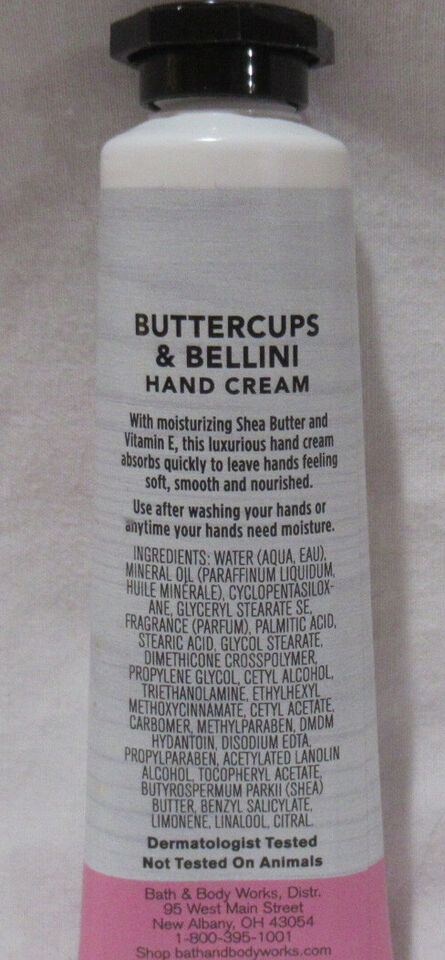 BUTTERCUPS
& BELLINI
HAND CREAM
With moisturizing Shea Butter and
Vitamin E, this luxurious hand cream
absorbs quickly to leave hands feeling
soft, smooth and nourished.
Use after washing your hands or
anytime your hands need moisture.
INGREDIENTS: WATER (AQUA, EAU),
MINERAL OIL (PARAFFINUM LIQUIDUM,
HUILE MINÉRALE), CYCLOPENTASILOX-
ANE, GLYCERYL STEARATE SE,
FRAGRANCE (PARFUM), PALMITIC ACID,
STEARIC ACID, GLYCOL STEARATE,
DIMETHICONE CROSSPOLYMER,
PROPYLENE GLYCOL, CETYL ALCOHOL,
TRIETHANOLAMINE, ETHYLHEXYL
METHOXYCINNAMATE, CETYL ACETATE,
CARBOMER, METHYLPARABEN, DMDM
HYDANTOIN, DISODIUM EDTA,
PROPYLPARABEN, ACETYLATED LANOLIN
ALCOHOL, TOCOPHERYL ACETATE,
BUTYROSPERMUM PARKII (SHEA)
BUTTER, BENZYL SALICYLATE,
LIMONENE, LINALOOL, CITRAL.
Dermatologist Tested
Not Tested On Animals
Bath & Body Works, Distr.
95 West Main Street
New Albany, OH 43054
1-800-395-1001
Shop bathandbodyworks.com